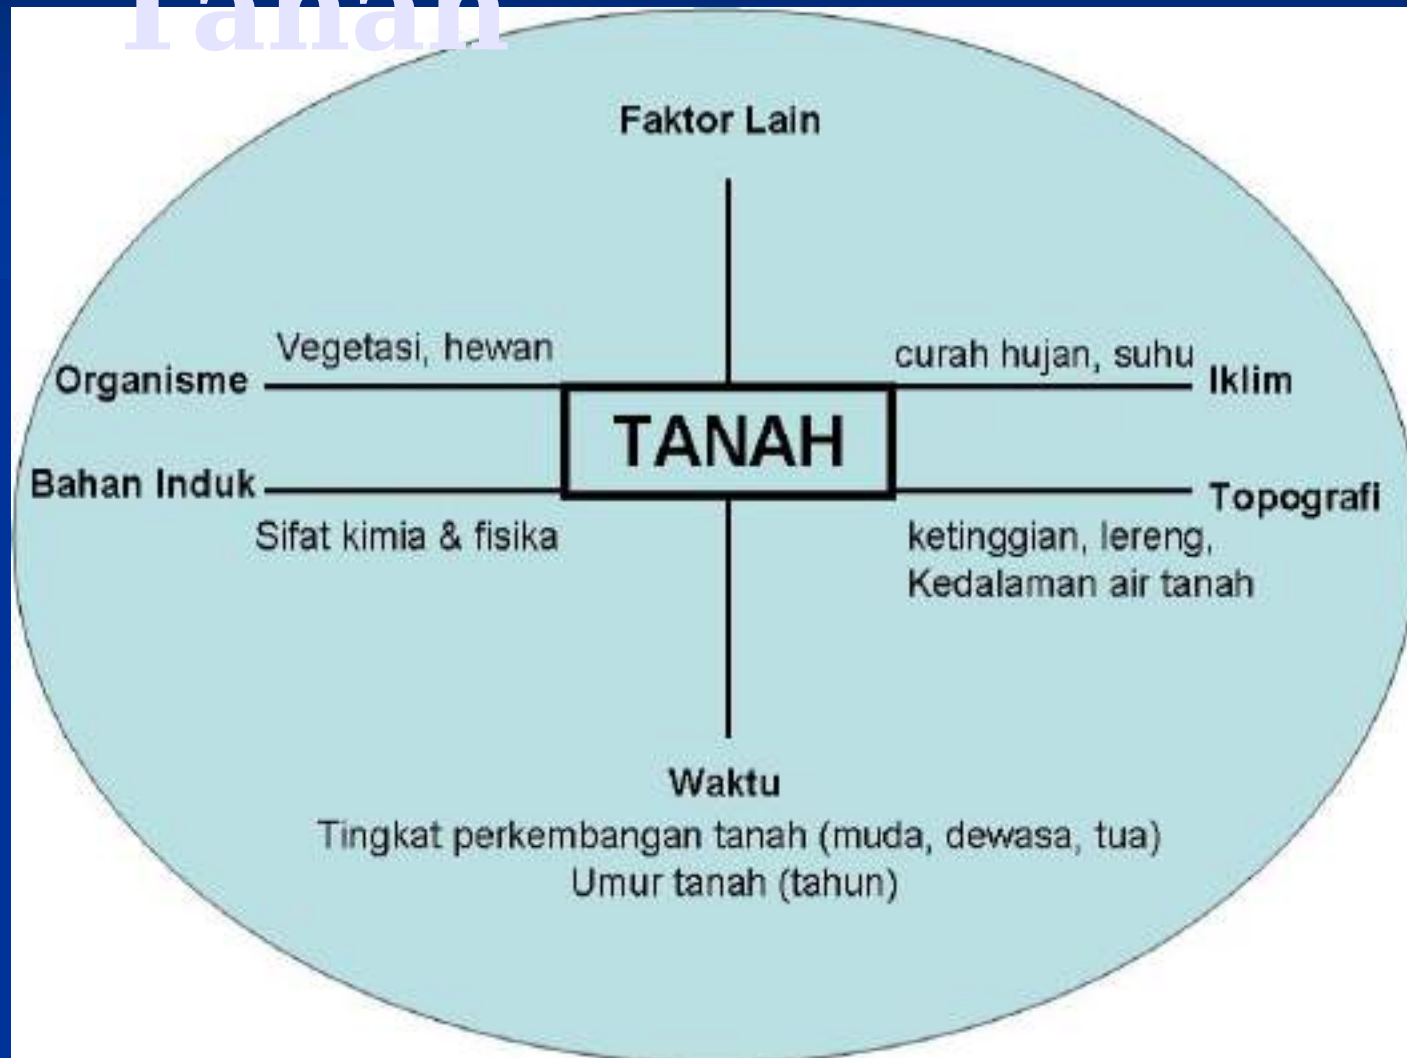 Tanah
Faktor Lain
Vegetasi, hewan
curah hujan, suhu
Organisme
Iklim
TANAH
Bahan Induk
Topografi
Sifat kimia & fisika
ketinggian, lereng,
Kedalaman air tanah
Waktu
Tingkat perkembangan tanah (muda, dewasa, tua)
Umur tanah (tahun)